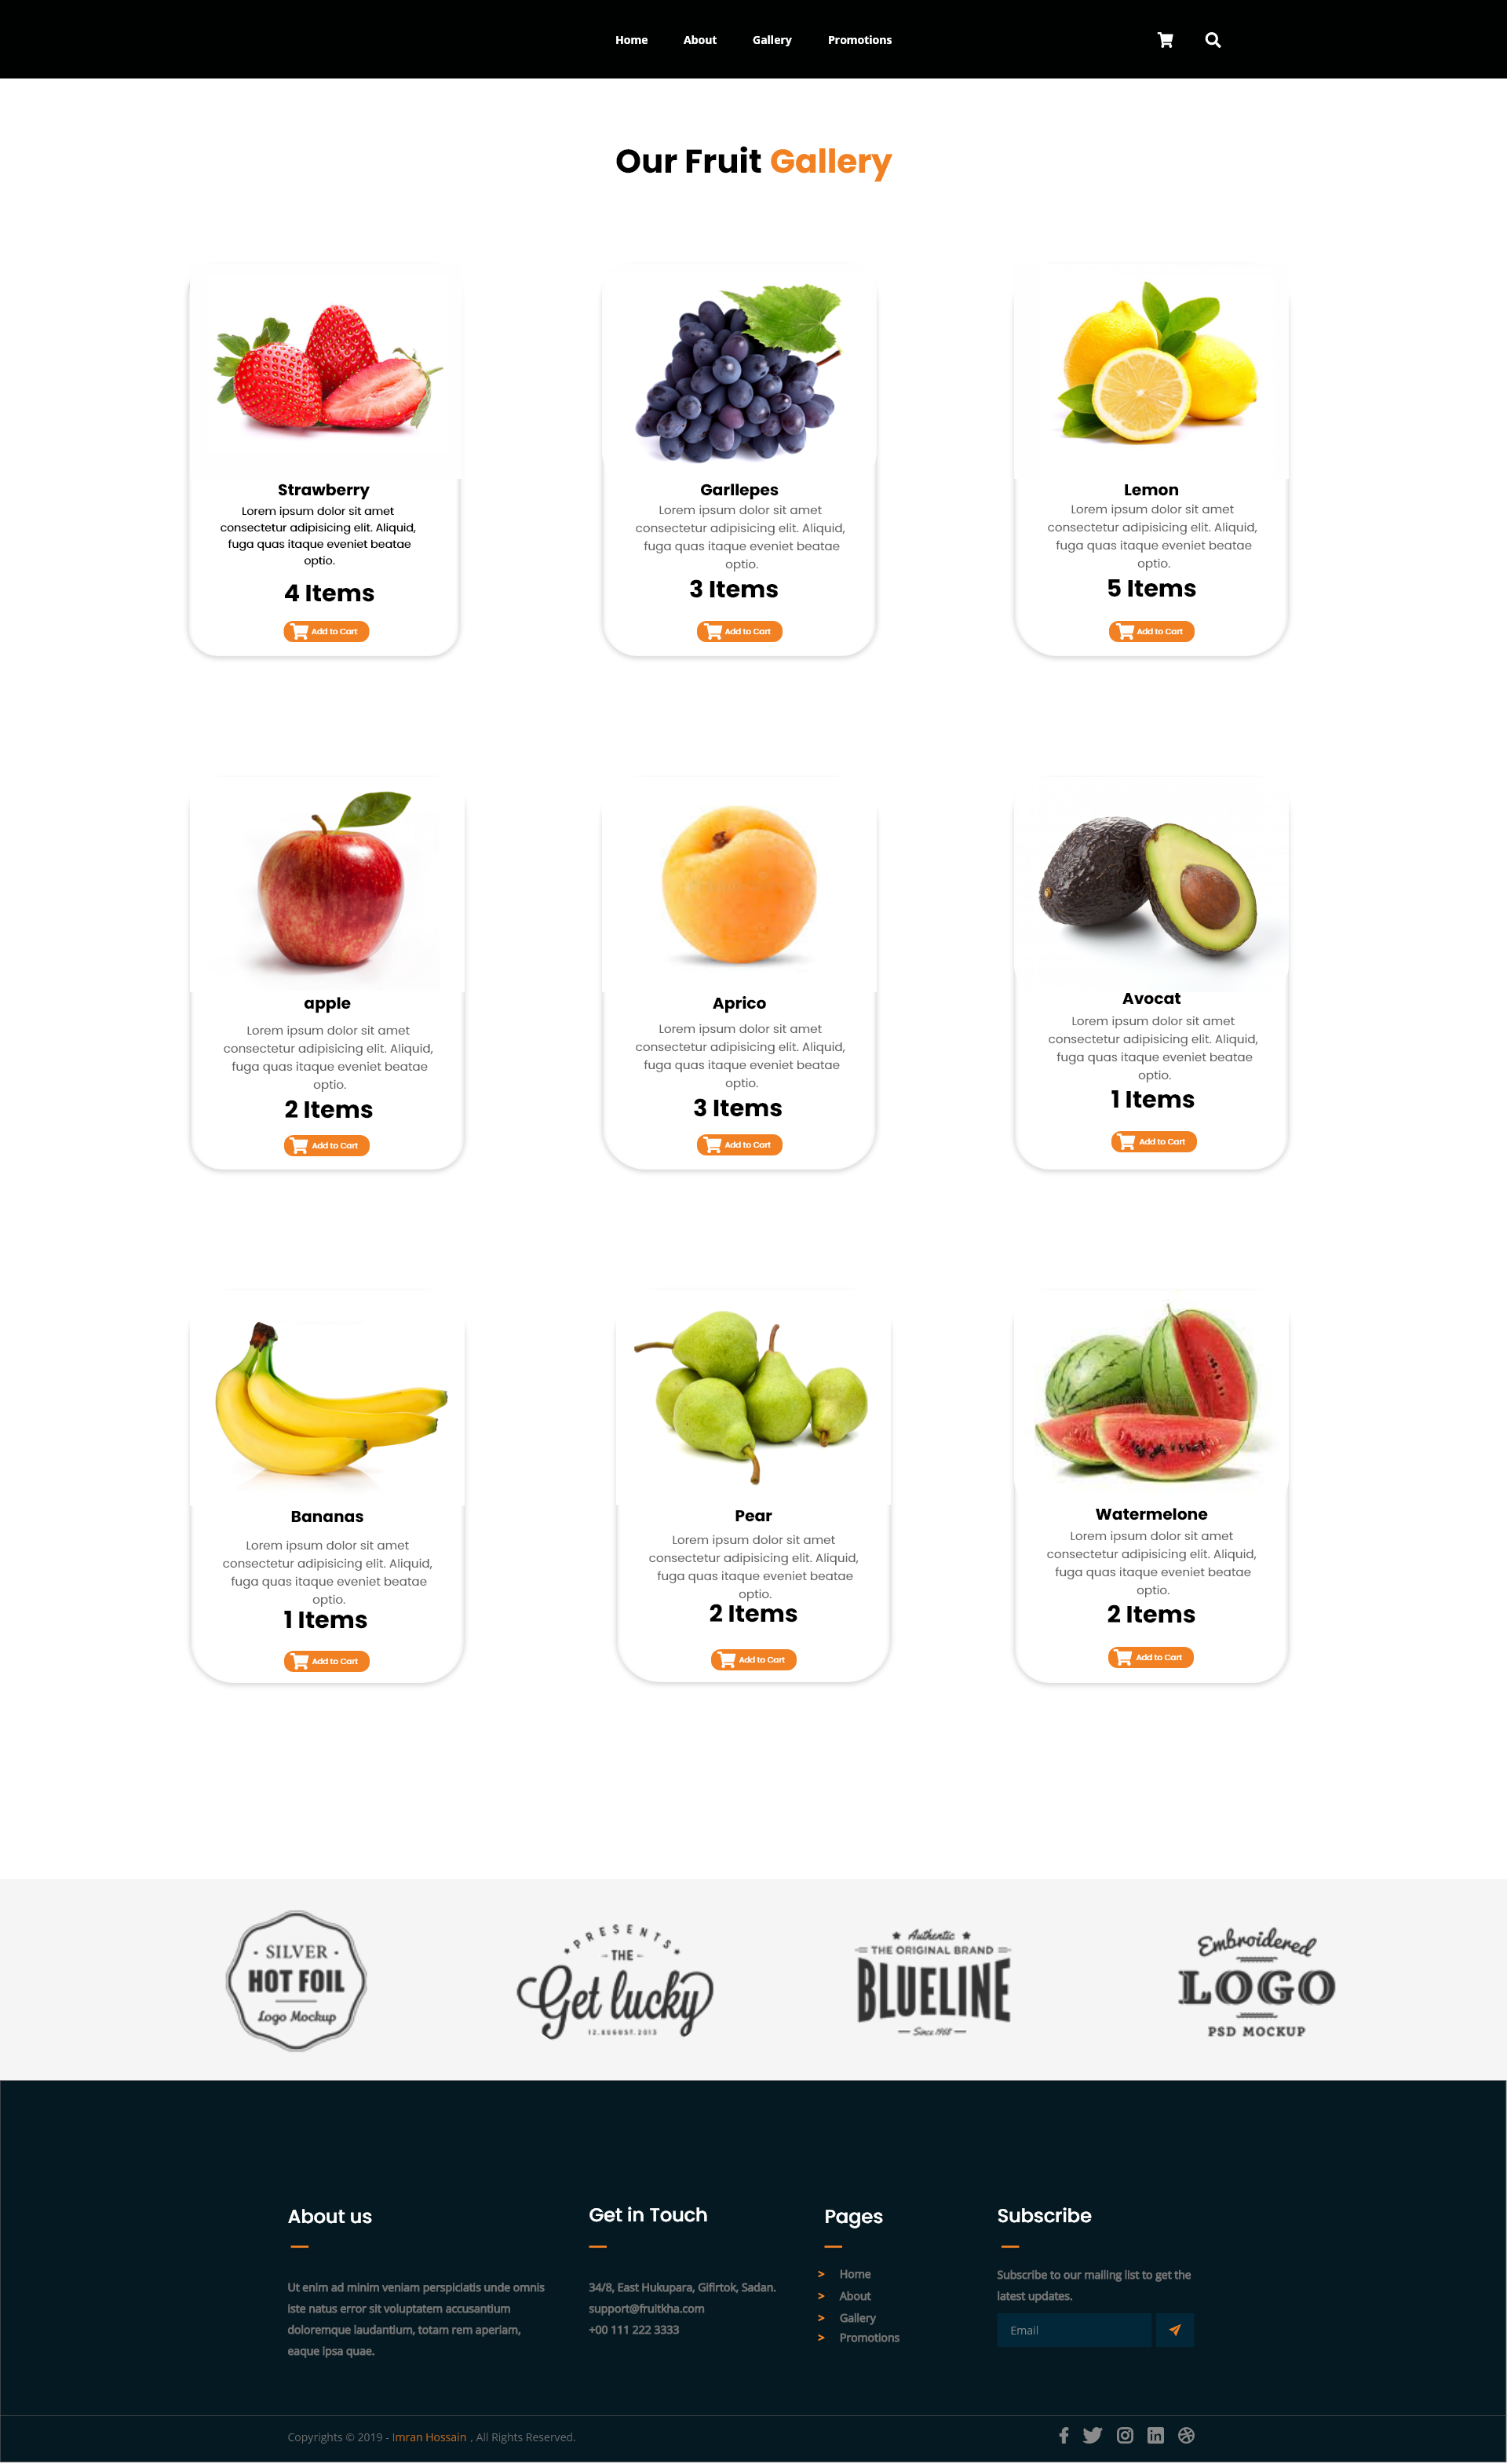 Home About Gallery Promotions
Our Fruit Gallery
Strawberry
Lorem ipsum dolor sit amet
consectetur adipisicing elit. Aliquid,
fuga quas itaque eveniet beatae
optio.
4 Items
Add to Cart
Garllepes
Lorem ipsum dolor sit amet
consectetur adipisicing elit. Aliquid,
fuga quas itaque eveniet beatae
optio.
3 Items
Add to Cart
Lemon
Lorem ipsum dolor sit amet
consectetur adipisicing elit. Aliquid,
fuga quas itaque eveniet beatae
optio.
5 Items
Add to Cart
apple
Lorem ipsum dolor sit amet
consectetur adipisicing elit. Aliquid,
fuga quas itaque eveniet beatae
optio.
2 Items
Add to Cart
Aprico
Lorem ipsum dolor sit amet
consectetur adipisicing elit. Aliquid,
fuga quas itaque eveniet beatae
optio.
3 Items
Add to Cart
Avocat
Lorem ipsum dolor sit amet
consectetur adipisicing elit. Aliquid,
fuga quas itaque eveniet beatae
optio.
1 Items
Add to Cart
Bananas
Lorem ipsum dolor sit amet
consectetur adipisicing elit. Aliquid,
fuga quas itaque eveniet beatae
optio.
1 Items
Add to Cart
Pear
Lorem ipsum dolor sit amet
consectetur adipisicing elit. Aliquid,
fuga quas itaque eveniet beatae
optio.
2 Items
Add to Cart
Watermelone
Lorem ipsum dolor sit amet
consectetur adipisicing elit. Aliquid,
fuga quas itaque eveniet beatae
optio.
2 Items
Add to Cart
SILVER
HOT FOIL
Logo Mockup
PRESENTS
THE
Get lucky
12.AUGUST.2013
Authentic
THE ORIGINAL BRAND
BLUELINE
Since 1968
Embroidered
LOGO
PSD MOCKUP
About us
Ut enim ad minim veniam perspiciatis unde omnis
iste natus error sit voluptatem accusantium
doloremque laudantium, totam rem aperiam,
eaque ipsa quae.
Get in Touch
34/8, East Hukupara, Gifirtok, Sadan.
support@fruitkha.com
+00 111 222 3333
Pages
> Home
> About
> Gallery
> Promotions
Subscribe
Subscribe to our mailing list to get the
latest updates.
Email
Copyrights © 2019 - Imran Hossain , All Rights Reserved.